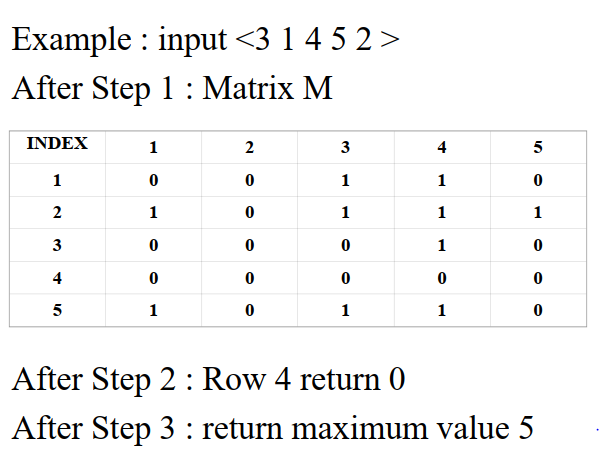 Example : input <3 1 4 5 2 >
After Step 1 : Matrix M
INDEX 1 2 3 4 5
1 0 0 1 1 0
2 1 0 1 1 1
3 0 0 0 1 0
4 0 0 0 0 0
5 1 0 1 1 0
After Step 2 : Row 4 return 0
After Step 3 : return maximum value 5